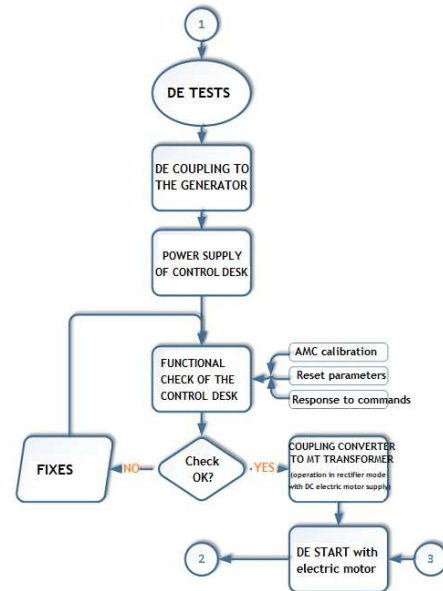 1
DE TESTS
DE COUPLING TO
THE GENERATOR
POWER SUPPLY
OF CONTROL DESK
FUNCTIONAL
CHECK OF THE
CONTROL DESK
AMC calibration
Reset parameters
Response to commands
FIXES
NO
Check
OK?
YES
COUPLING CONVERTER
TO MT TRANSFORMER
(operation in rectifier mode
with DC electric motor supply)
2
DE START with
electric motor
3